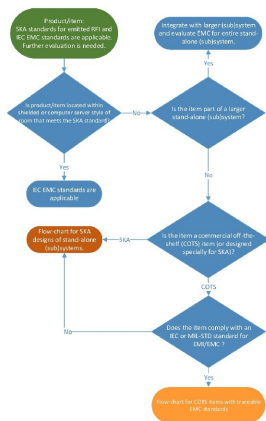 Product/item:
SKA standards for emitted RFI and
IEC EMC standards are applicable.
Further evaluation is needed.
Integrate with larger (sub)system
and evaluate EMC for entire stand-
alone (sub)system.
Yes
Is product/item located within
shielded or computer server style of
room that meets the SKA standard?
No
Is the item part of a larger
stand-alone (sub)system?
Yes
No
IEC EMC standards are
applicable
Flow-chart for SKA
designs of stand-alone
(sub)systems.
SKA
Is the item a commercial off-
the-shelf (COTS) item (or designed
specially for SKA)?
COTS
No
Does the item comply with an
IEC or MIL-STD standard for
EMI/EMC ?
Yes
Flow-chart for COTS items with traceable
EMC standards